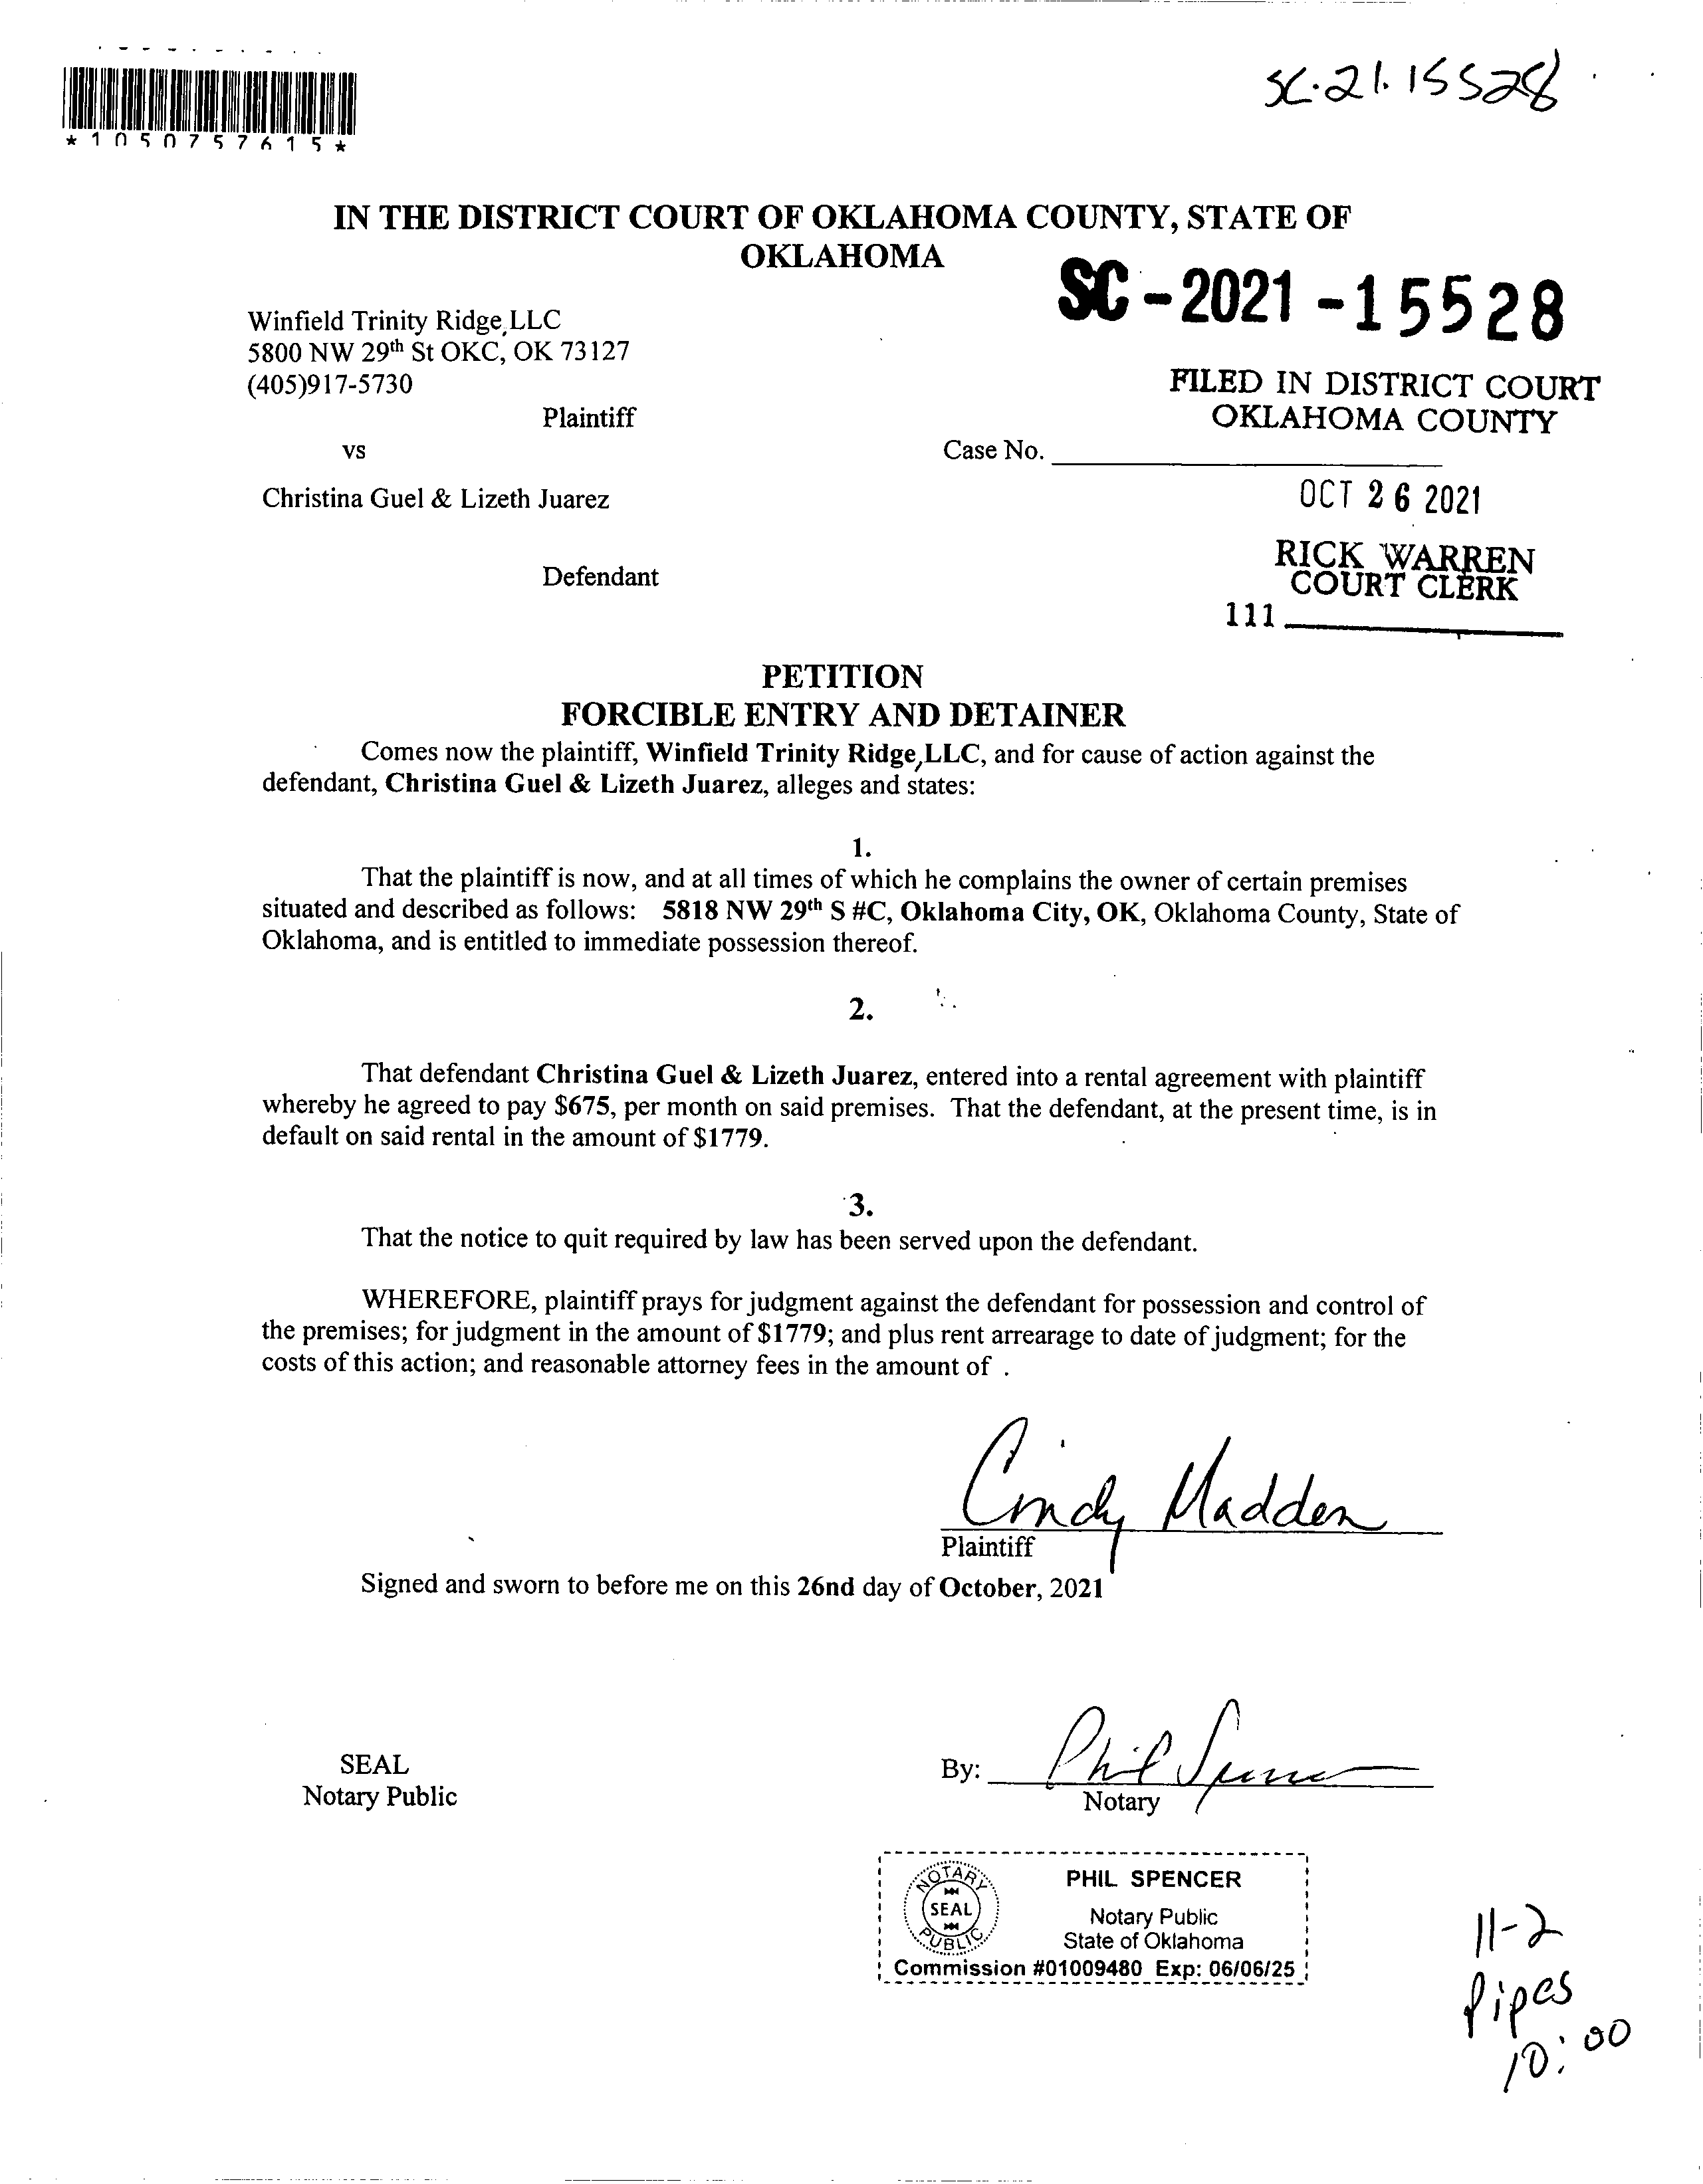 SC-21-15528
*1050757615*
IN THE DISTRICT COURT OF OKLAHOMA COUNTY, STATE OF
OKLAHOMA
SC-2021-15528
Winfield Trinity Ridge,LLC
5800 NW 29th St OKC, OK 73127
(405)917-5730
FILED IN DISTRICT COURT
OKLAHOMA COUNTY
Plaintiff
vs
Case No.
Christina Guel & Lizeth Juarez
OCT 26 2021
RICK WARREN
COURT CLERK
Defendant
111
PETITION
FORCIBLE ENTRY AND DETAINER
Comes now the plaintiff, Winfield Trinity Ridge,LLC, and for cause of action against the
defendant, Christina Guel & Lizeth Juarez, alleges and states:
1.
That the plaintiff is now, and at all times of which he complains the owner of certain premises
situated and described as follows: 5818 NW 29th S #C, Oklahoma City, OK, Oklahoma County, State of
Oklahoma, and is entitled to immediate possession thereof.
2.
That defendant Christina Guel & Lizeth Juarez, entered into a rental agreement with plaintiff
whereby he agreed to pay $675, per month on said premises. That the defendant, at the present time, is in
default on said rental in the amount of $1779.
3.
That the notice to quit required by law has been served upon the defendant.
WHEREFORE, plaintiff prays for judgment against the defendant for possession and control of
the premises; for judgment in the amount of $1779; and plus rent arrearage to date of judgment; for the
costs of this action; and reasonable attorney fees in the amount of .
Cindy Madden
Plaintiff
Signed and sworn to before me on this 26nd day of October, 2021
SEAL
Notary Public
By: Phil Spencer
Notary
NOTARY
SEAL
PUBLIC
PHIL SPENCER
Notary Public
State of Oklahoma
Commission #01009480 Exp: 06/06/25
11-2
Pipes
10:00